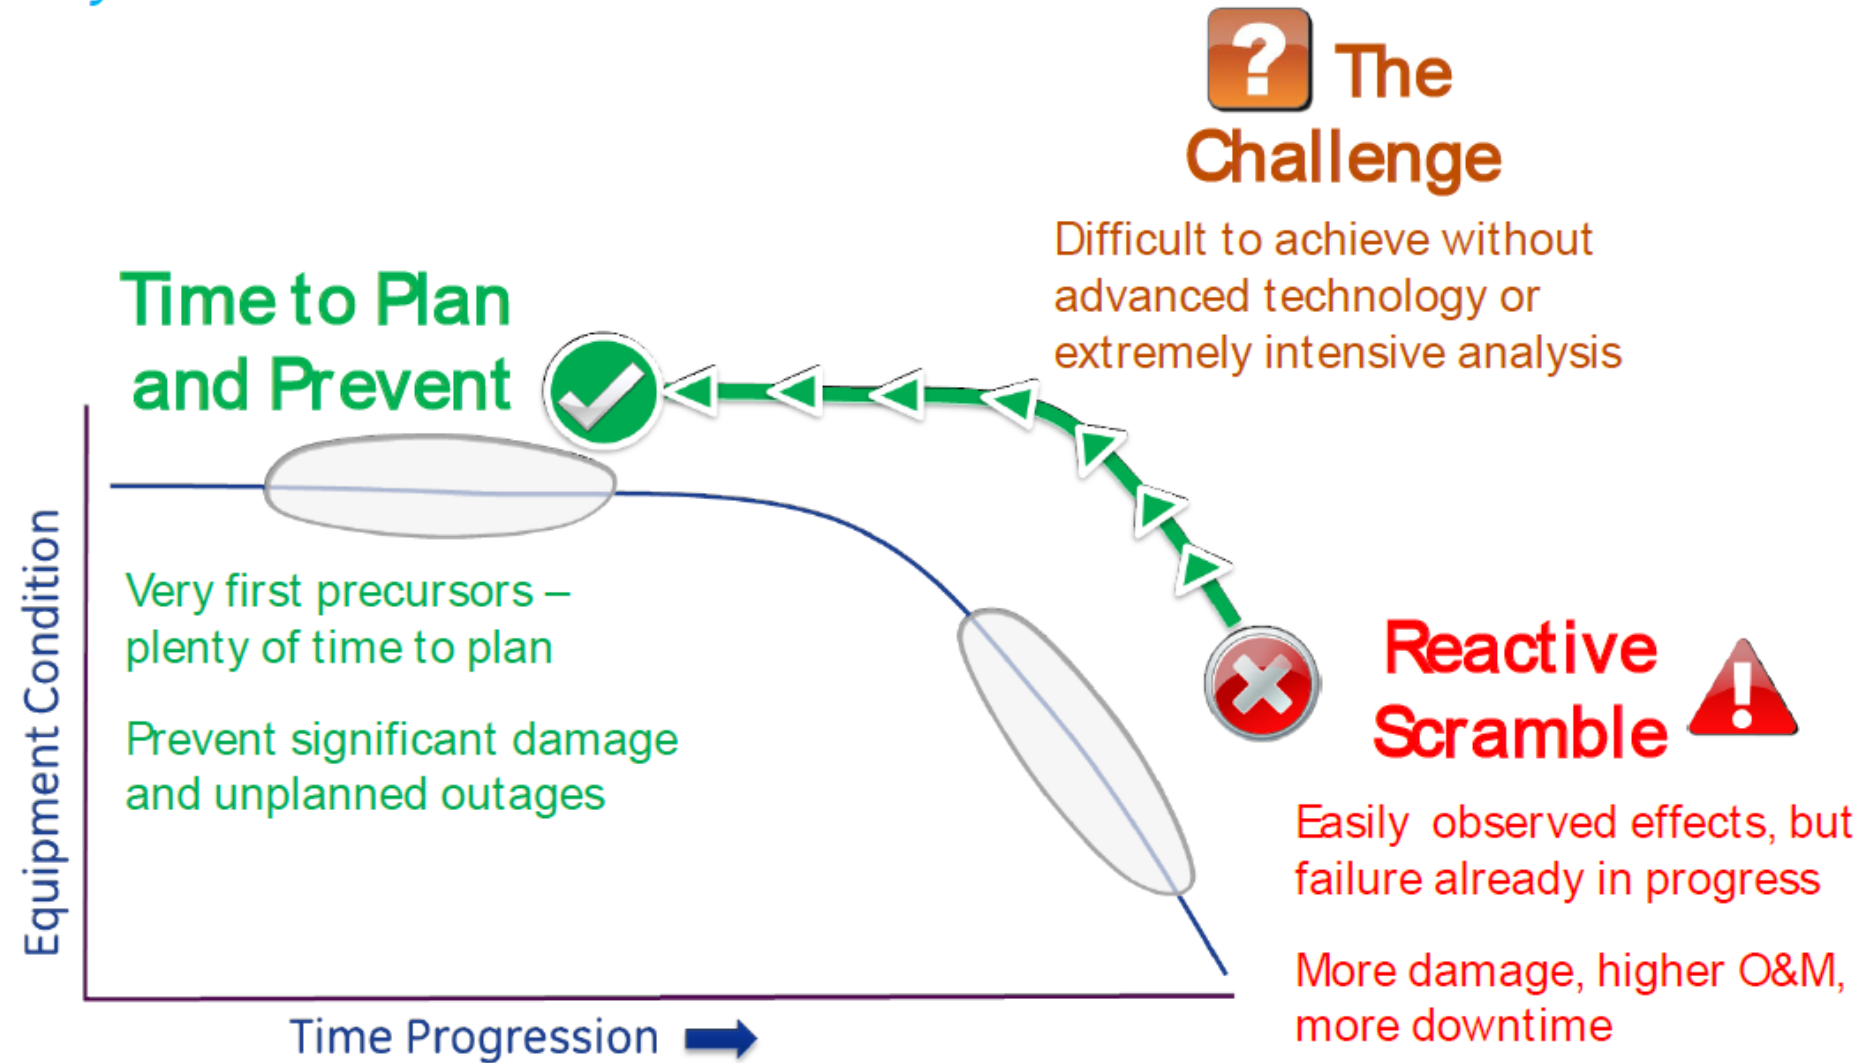 ? The
Challenge
Difficult to achieve without
advanced technology or
extremely intensive analysis
Time to Plan
and Prevent
Very first precursors –
plenty of time to plan
Prevent significant damage
and unplanned outages
Equipment Condition
Time Progression
Reactive
Scramble !
Easily observed effects, but
failure already in progress
More damage, higher O&M,
more downtime